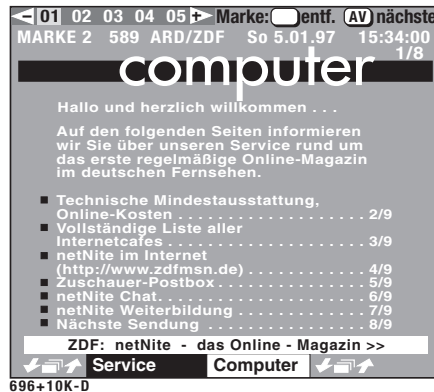 - 01 02 03 04 05 + Marke: entf. AV nächste
MARKE 2 589 ARD/ZDF So 5.01.97 15:34:00
1/8
computer
Hallo und herzlich willkommen . . .
Auf den folgenden Seiten informieren
wir Sie über unseren Service rund um
das erste regelmäßige Online-Magazin
im deutschen Fernsehen.
■ Technische Mindestausstattung,
Online-Kosten . . . . . . . . . . . . . . . . . . . 2/9
■ Vollständige Liste aller
Internetcafes . . . . . . . . . . . . . . . . . . . . 3/9
■ netNite im Internet
(http://www.zdfmsn.de) . . . . . . . . . . . . 4/9
■ Zuschauer-Postbox . . . . . . . . . . . . . . . 5/9
■ netNite Chat. . . . . . . . . . . . . . . . . . . . . 6/9
■ netNite Weiterbildung . . . . . . . . . . . . . 7/9
■ Nächste Sendung . . . . . . . . . . . . . . . . 8/9
ZDF: netNite - das Online - Magazin >>
Service Computer
696+10K-D